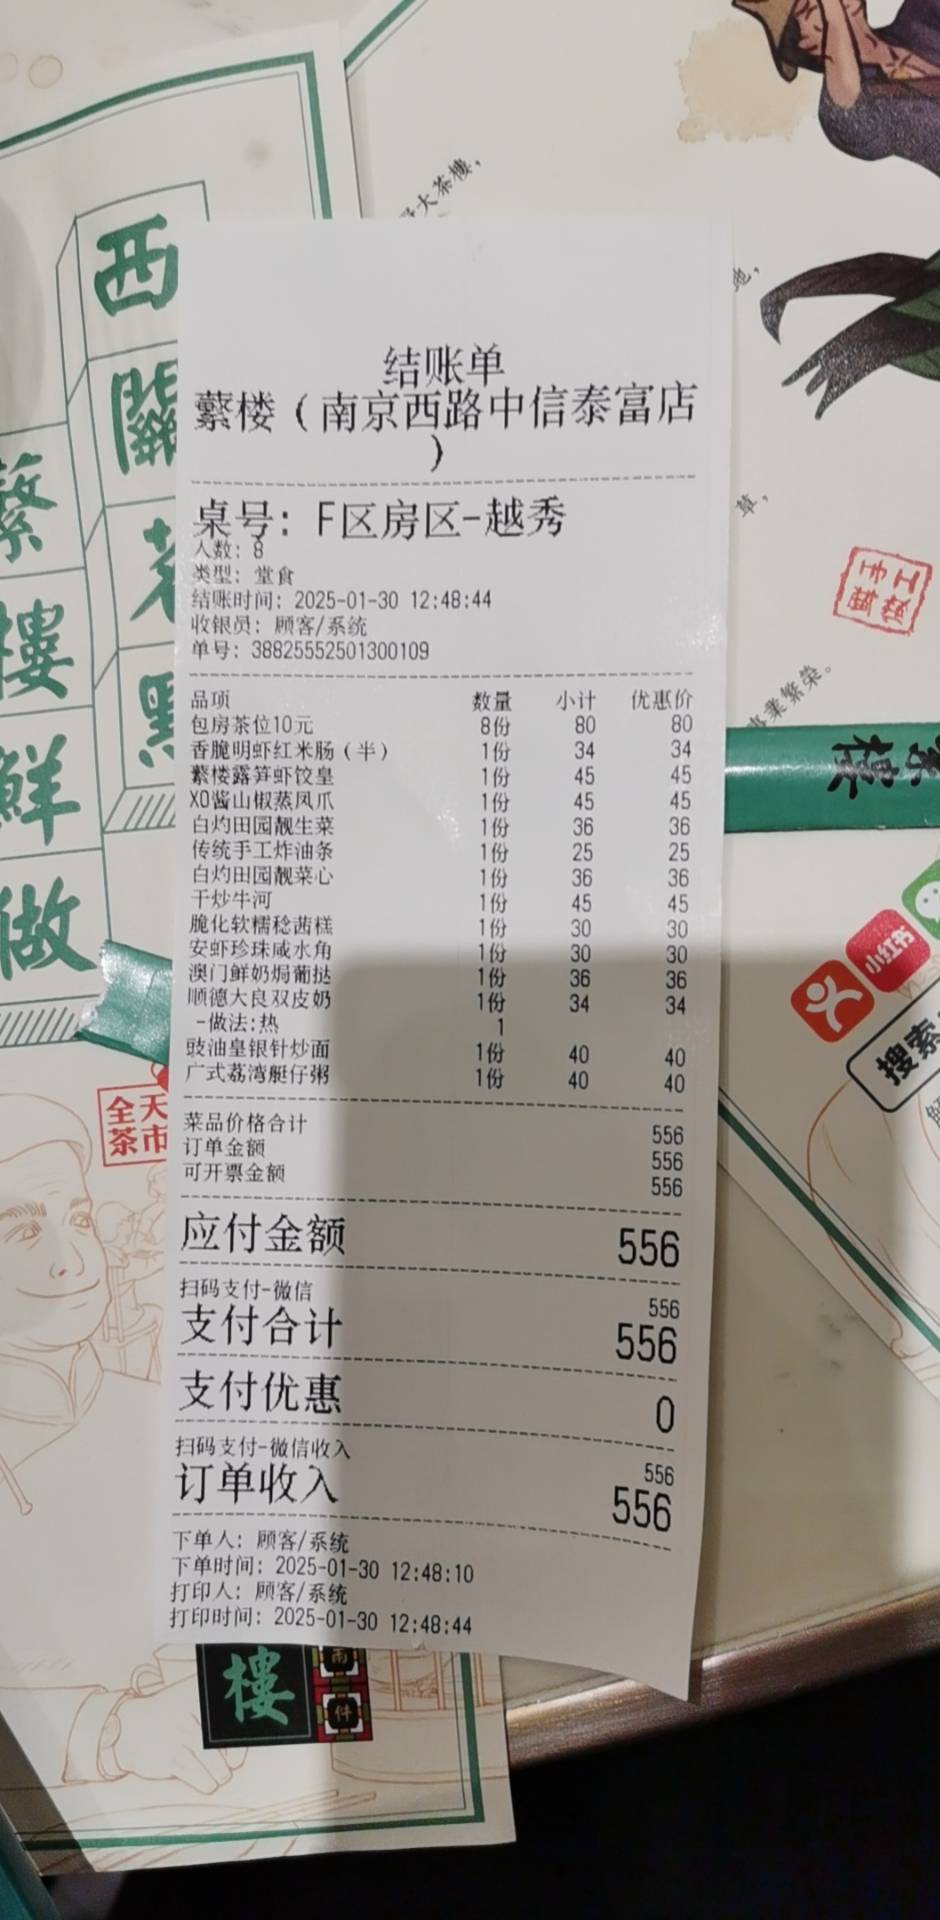 结账单
蘩楼（南京西路中信泰富店
）
桌号: F区房区-越秀
人数: 8
类型: 堂食
结账时间: 2025-01-30 12:48:44
收银员: 顾客/系统
单号: 38825552501300109
品项 数量 小计 优惠价
包房茶位10元 8份 80 80
香脆明虾红米肠（半） 1份 34 34
蘩楼露笋虾饺皇 1份 45 45
XO酱山椒蒸凤爪 1份 45 45
白灼田园靓生菜 1份 36 36
传统手工炸油条 1份 25 25
白灼田园靓菜心 1份 36 36
干炒牛河 1份 45 45
脆化软糯稔茜糕 1份 30 30
安虾珍珠咸水角 1份 30 30
澳门鲜奶焗葡挞 1份 36 36
顺德大良双皮奶 1份 34 34
-做法:热 1
豉油皇银针炒面 1份 40 40
广式荔湾艇仔粥 1份 40 40
菜品价格合计 556
订单金额 556
可开票金额 556
应付金额 556
扫码支付-微信 556
支付合计 556
支付优惠 0
扫码支付-微信收入 556
订单收入 556
下单人: 顾客/系统
下单时间: 2025-01-30 12:48:10
打印人: 顾客/系统
打印时间: 2025-01-30 12:48:44
西關老
樓鮮做
全天
茶市
大茶樓,
草,
業繁榮。
小红书
搜索
樓